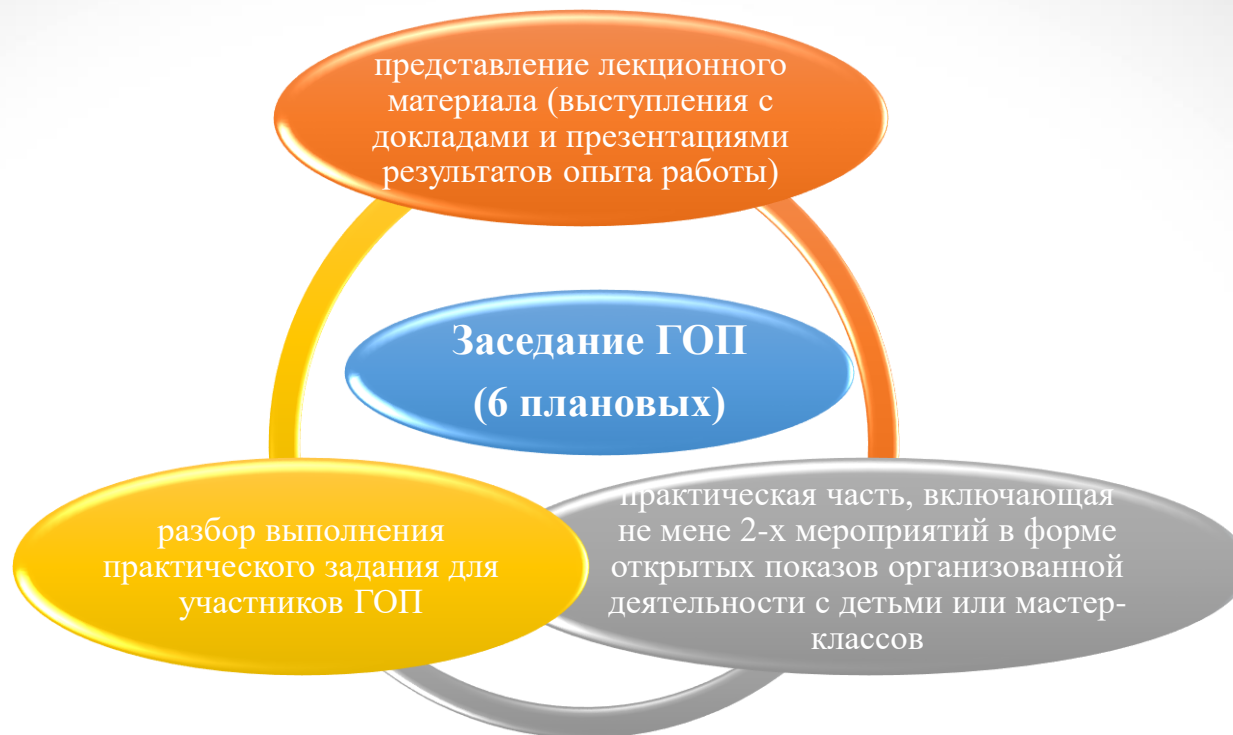 представление лекционного
материала (выступления с
докладами и презентациями
результатов опыта работы)
Заседание ГОП
(6 плановых)
разбор выполнения
практического задания для
участников ГОП
практическая часть, включающая
не мене 2-х мероприятий в форме
открытых показов организованной
деятельности с детьми или мастер-
классов